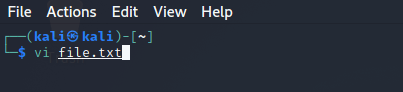 File Actions Edit View Help
┌──(kali㉿kali)-[~]
└─$ vi file.txt